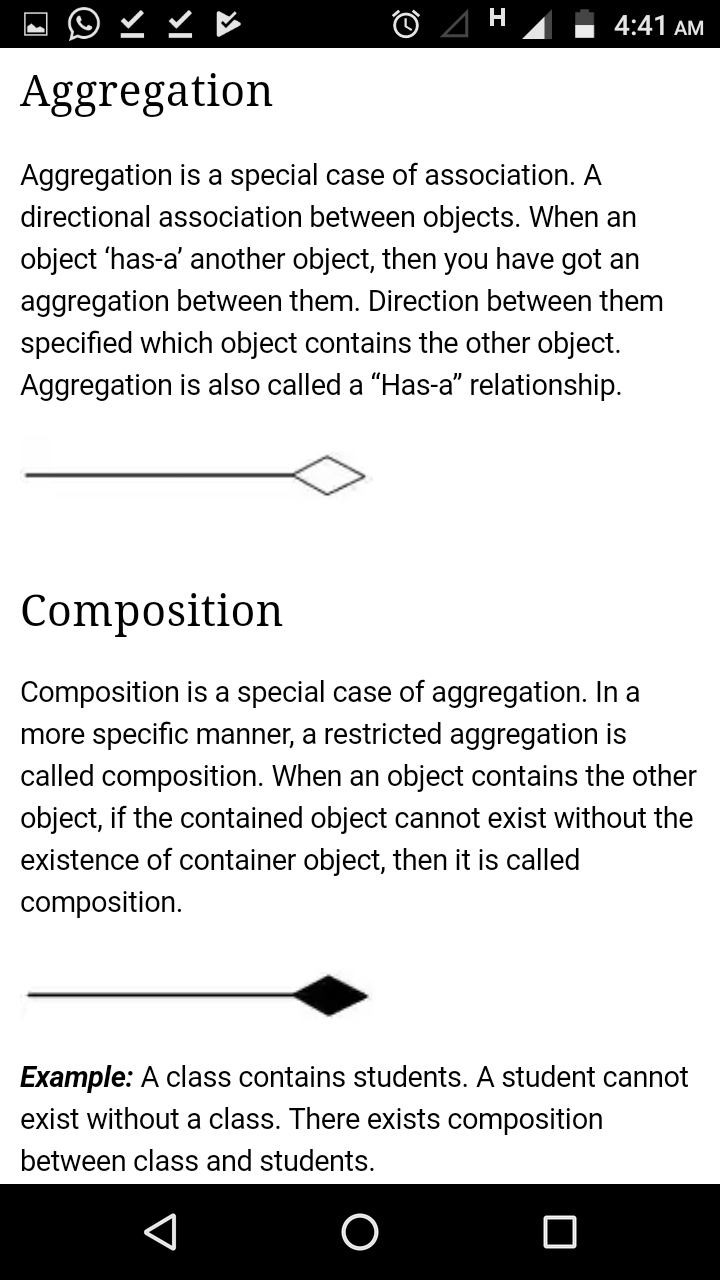 H 4:41 AM
Aggregation
Aggregation is a special case of association. A
directional association between objects. When an
object ‘has-a’ another object, then you have got an
aggregation between them. Direction between them
specified which object contains the other object.
Aggregation is also called a “Has-a” relationship.
Composition
Composition is a special case of aggregation. In a
more specific manner, a restricted aggregation is
called composition. When an object contains the other
object, if the contained object cannot exist without the
existence of container object, then it is called
composition.
Example: A class contains students. A student cannot
exist without a class. There exists composition
between class and students.